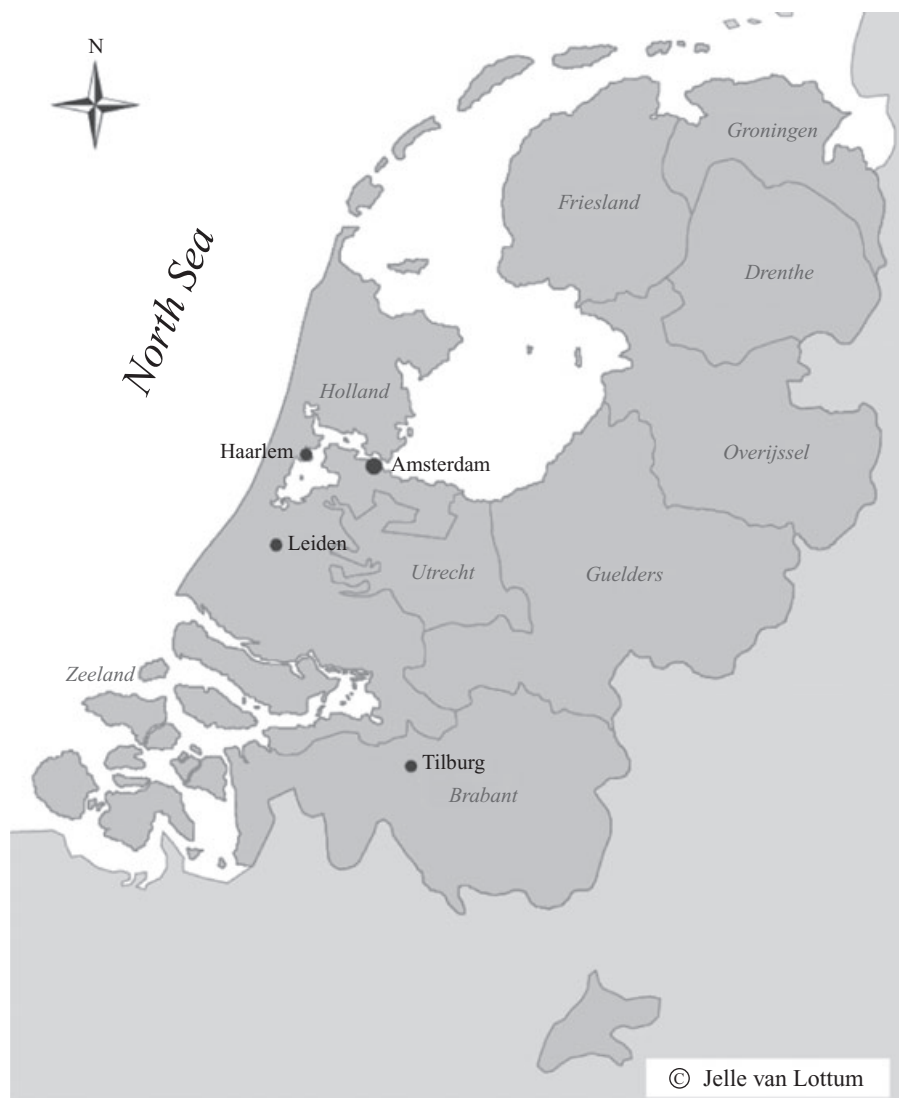 N
Groningen
Friesland
North Sea
Drenthe
Holland
Haarlem
Amsterdam
Overijssel
Leiden
Utrecht
Guelders
Zeeland
Tilburg
Brabant
© Jelle van Lottum